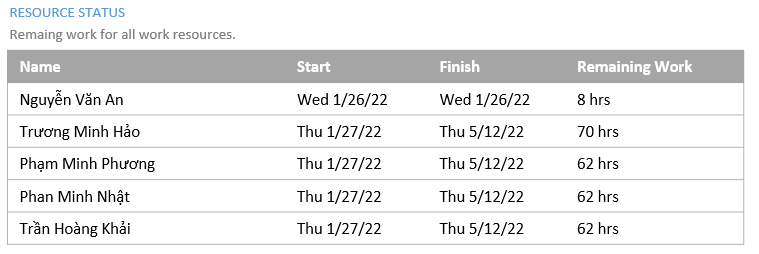 RESOURCE STATUS
Remaing work for all work resources.
Name Start Finish Remaining Work
Nguyễn Văn An Wed 1/26/22 Wed 1/26/22 8 hrs
Trương Minh Hảo Thu 1/27/22 Thu 5/12/22 70 hrs
Phạm Minh Phương Thu 1/27/22 Thu 5/12/22 62 hrs
Phan Minh Nhật Thu 1/27/22 Thu 5/12/22 62 hrs
Trần Hoàng Khải Thu 1/27/22 Thu 5/12/22 62 hrs